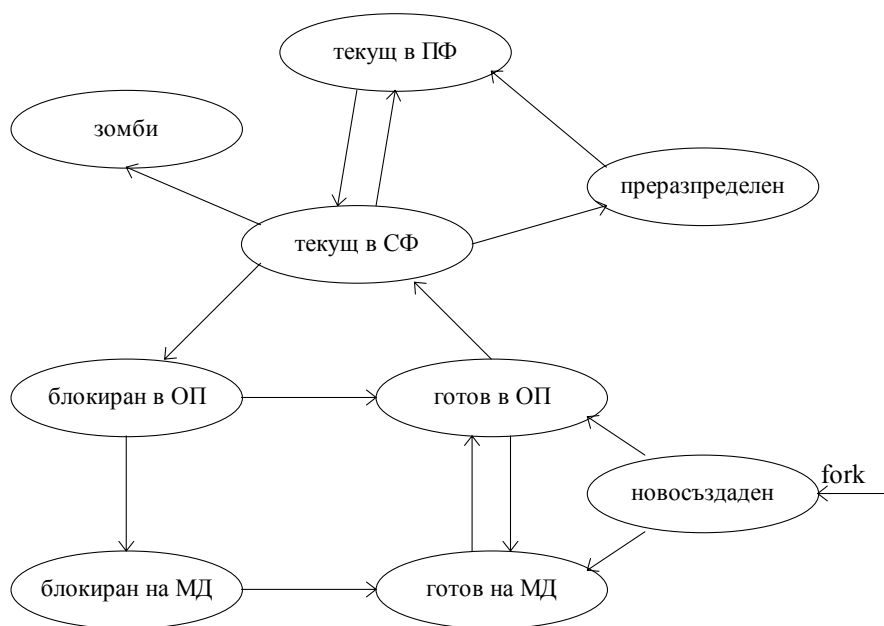 текущ в ПФ
зомби
преразпределен
текущ в СФ
блокиран в ОП
готов в ОП
fork
новосъздаден
блокиран на МД
готов на МД